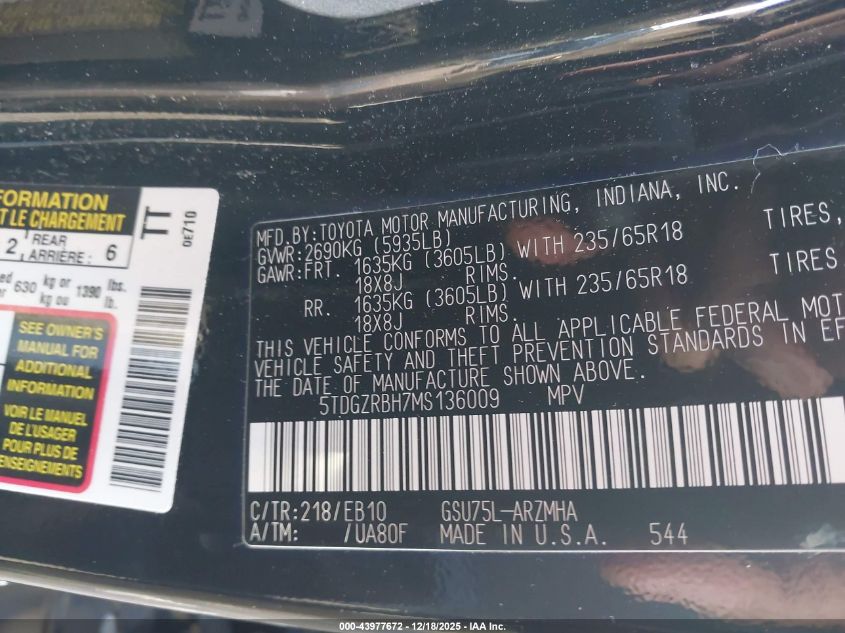 FORMATION
T LE CHARGEMENT
2 REAR ARRIÈRE: 6
630 kg or kg ou 1390 lbs. lb.
TT
0E710
SEE OWNER'S
MANUAL FOR
ADDITIONAL
INFORMATION
VOIR LE MANUEL
DE L'USAGER
POUR PLUS DE
ENSEIGNEMENTS
MFD.BY:TOYOTA MOTOR MANUFACTURING, INDIANA, INC.
GVWR:2690KG (5935LB)
GAWR:FRT. 1635KG (3605LB) WITH 235/65R18 TIRES,
18X8J RIMS.
RR. 1635KG (3605LB) WITH 235/65R18 TIRES
18X8J RIMS.
THIS VEHICLE CONFORMS TO ALL APPLICABLE FEDERAL MOT
VEHICLE SAFETY AND THEFT PREVENTION STANDARDS IN EF
THE DATE OF MANUFACTURE SHOWN ABOVE.
5TDGZRBH7MS136009 MPV
C/TR:218/EB10 GSU75L-ARZMHA
A/TM: /UA80F MADE IN U.S.A. 544
000-43977672 - 12/18/2025 - IAA Inc.